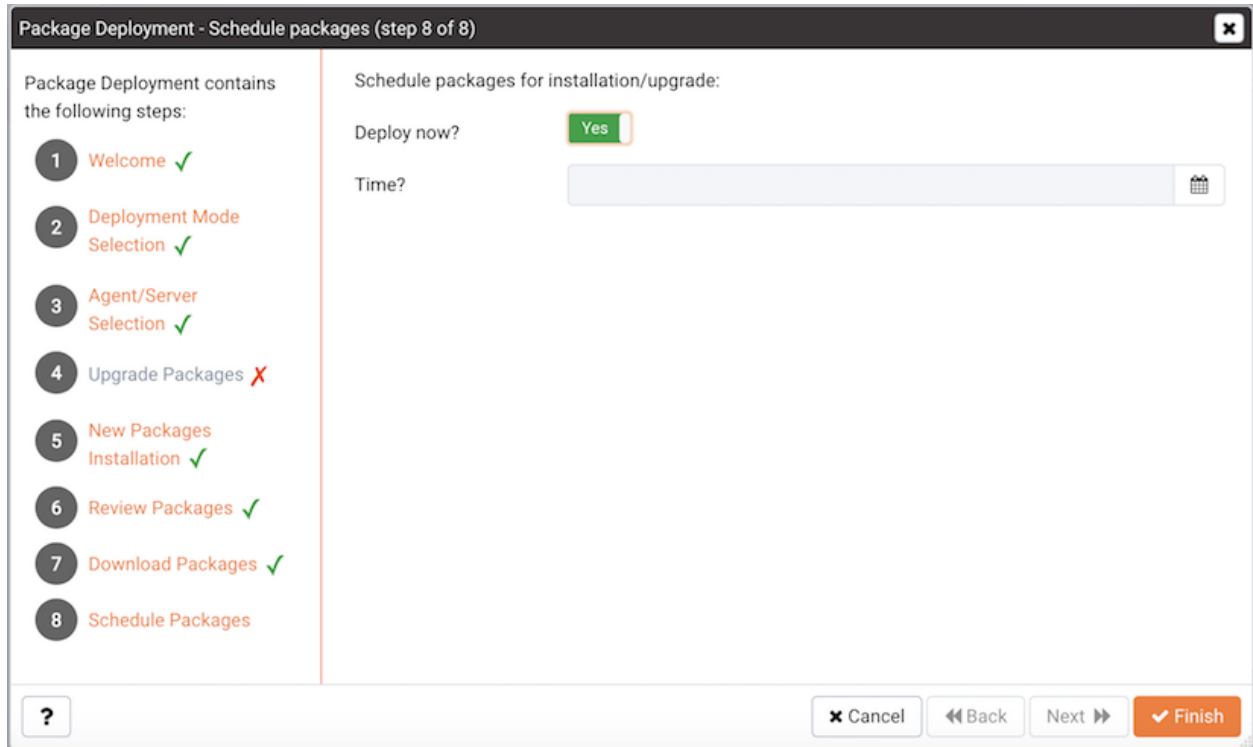 Package Deployment - Schedule packages (step 8 of 8)
Package Deployment contains
the following steps:
1 Welcome
2 Deployment Mode
Selection
3 Agent/Server
Selection
4 Upgrade Packages
5 New Packages
Installation
6 Review Packages
7 Download Packages
8 Schedule Packages
Schedule packages for installation/upgrade:
Deploy now? Yes
Time?
? Cancel Back Next Finish